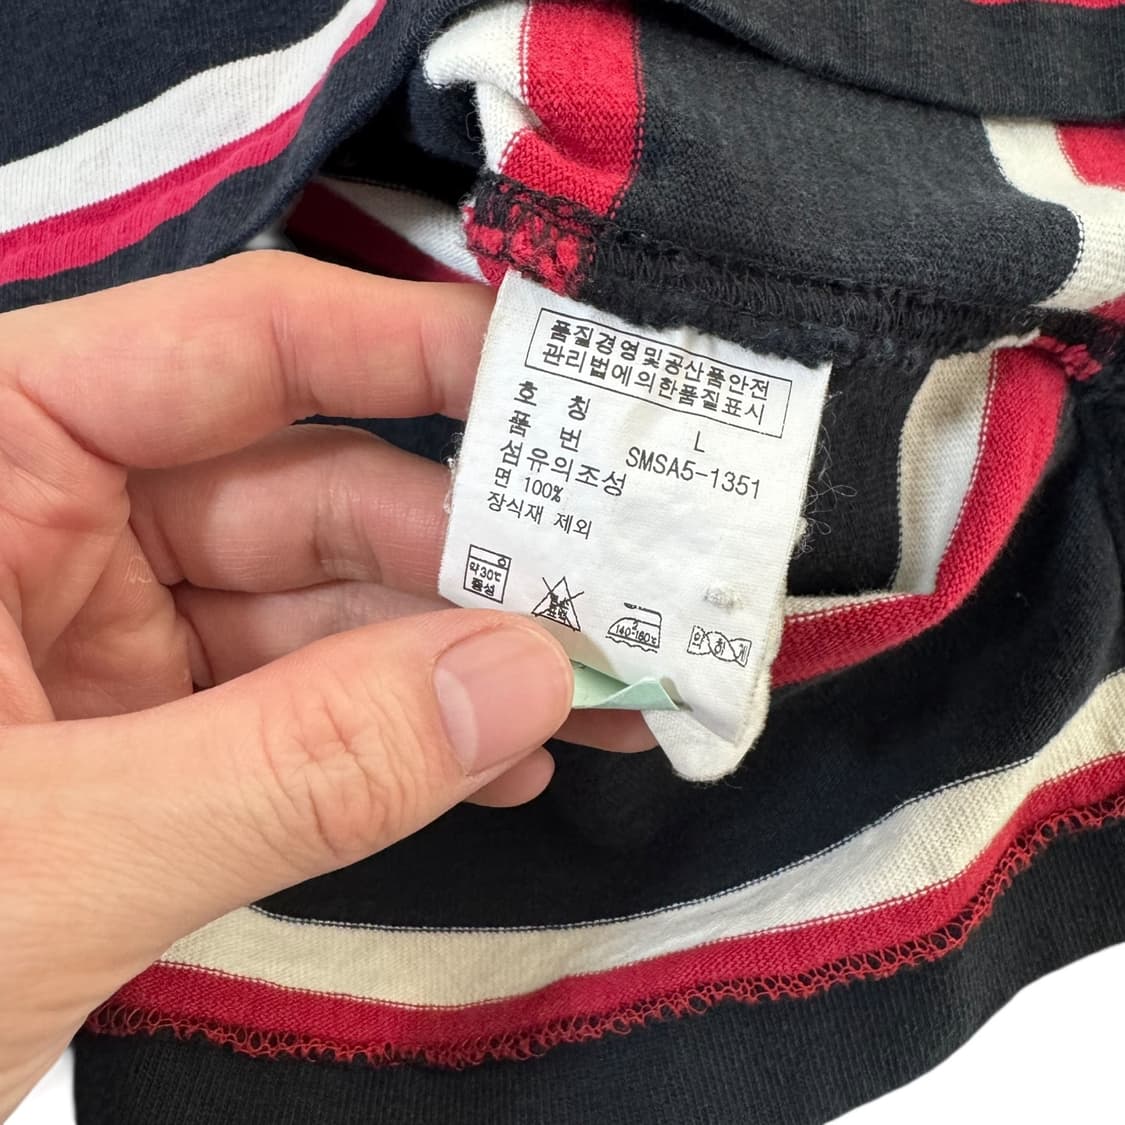 품질경영및공산품안전
관리법에의한품질표시
호 칭 L
품 번 SMSA5-1351
섬유의조성
면 100%
장식재 제외
약30℃
중성
140~160℃
약하게